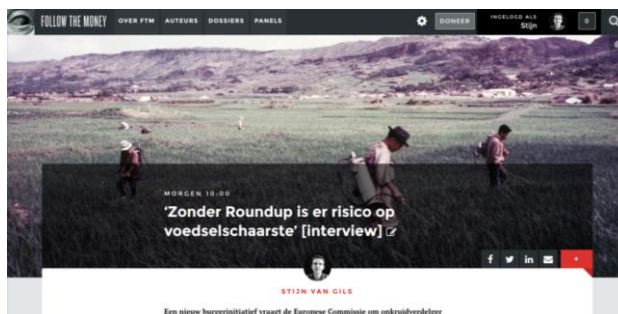 FOLLOW THE MONEY OVER FTM AUTEURS DOSSIERS PANELS DONEER INGELOGD ALS 0
Stijn
MORGEN 10:00
‘Zonder Roundup is er risico op
voedselschaarste’ [interview]
STIJN VAN GILS
Een nieuw burgerinitiatief vraagt de Europese Commissie om onkruidverdelger